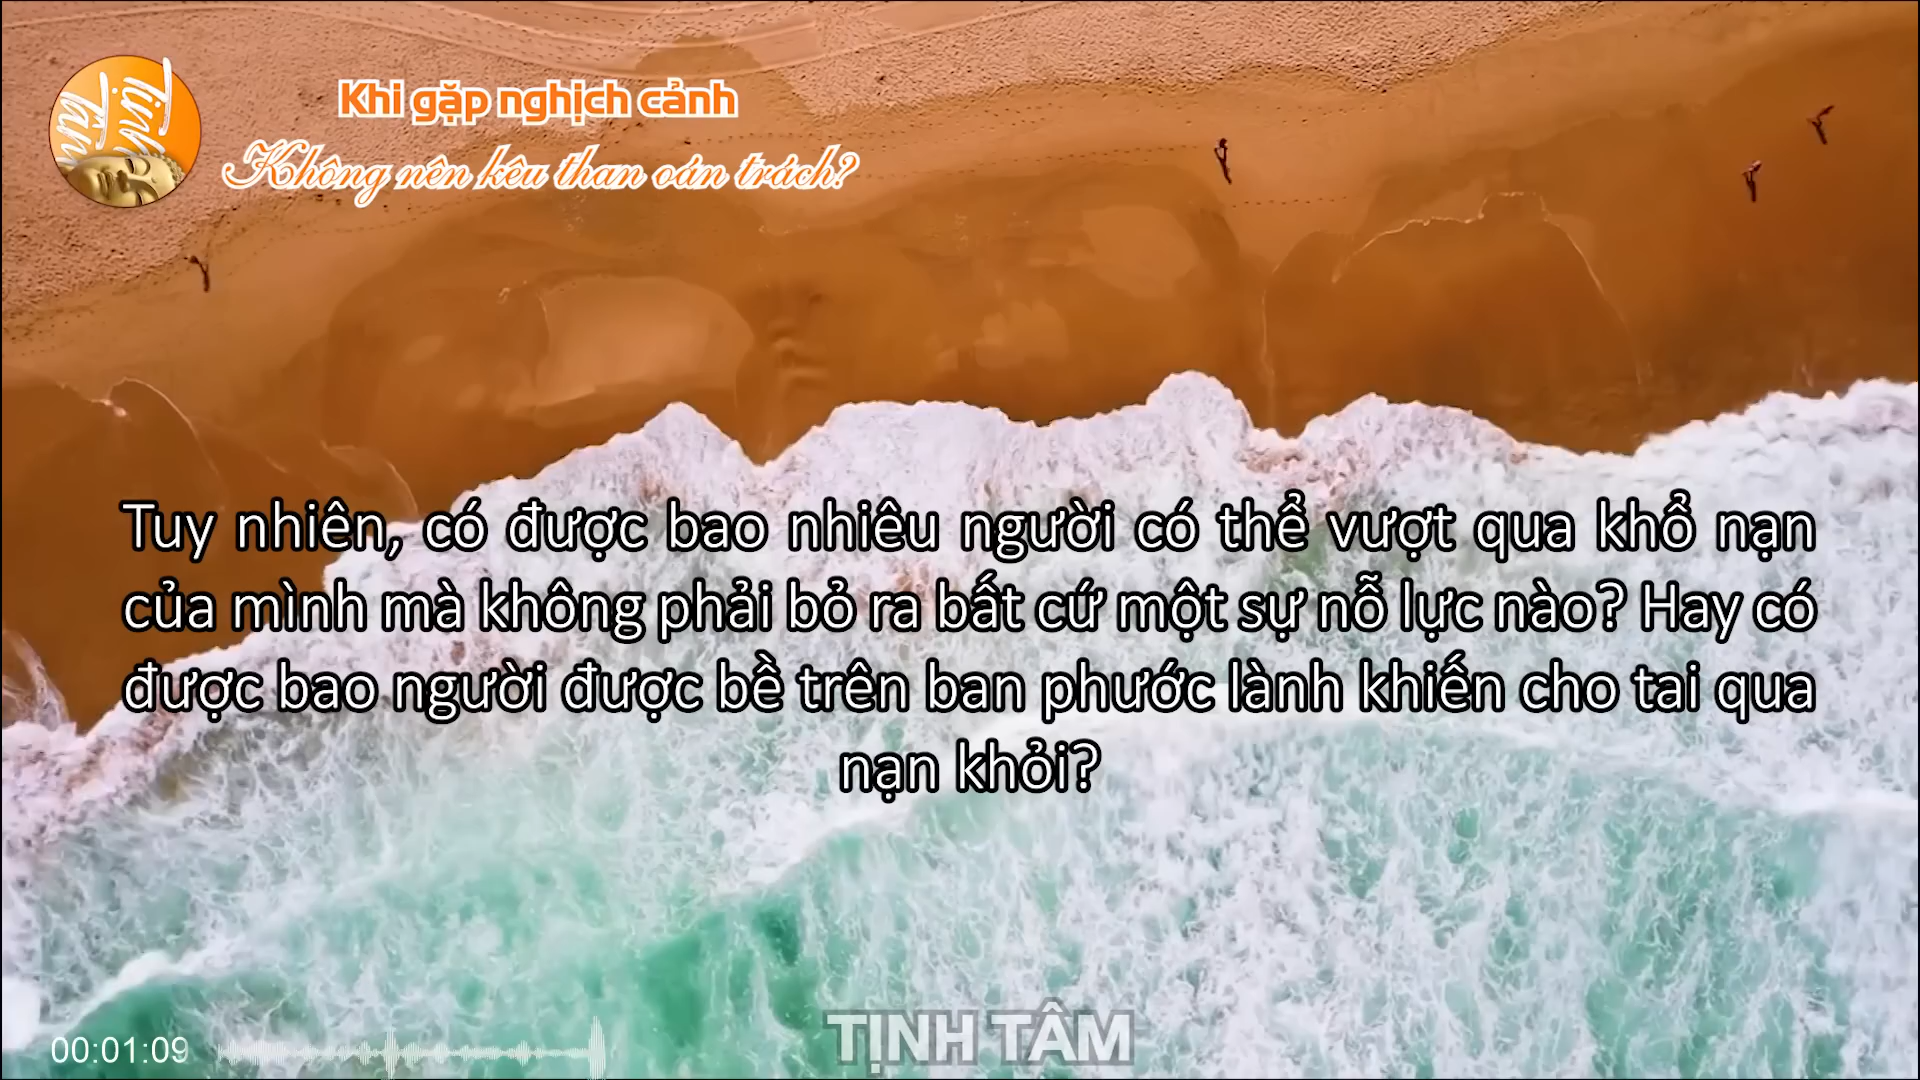 Tịnh
Tâm
Khi gặp nghịch cảnh
Không nên kêu than oán trách?
Tuy nhiên, có được bao nhiêu người có thể vượt qua khổ nạn
của mình mà không phải bỏ ra bất cứ một sự nỗ lực nào? Hay có
được bao người được bề trên ban phước lành khiến cho tai qua
nạn khỏi?
TỊNH TÂM
00:01:09